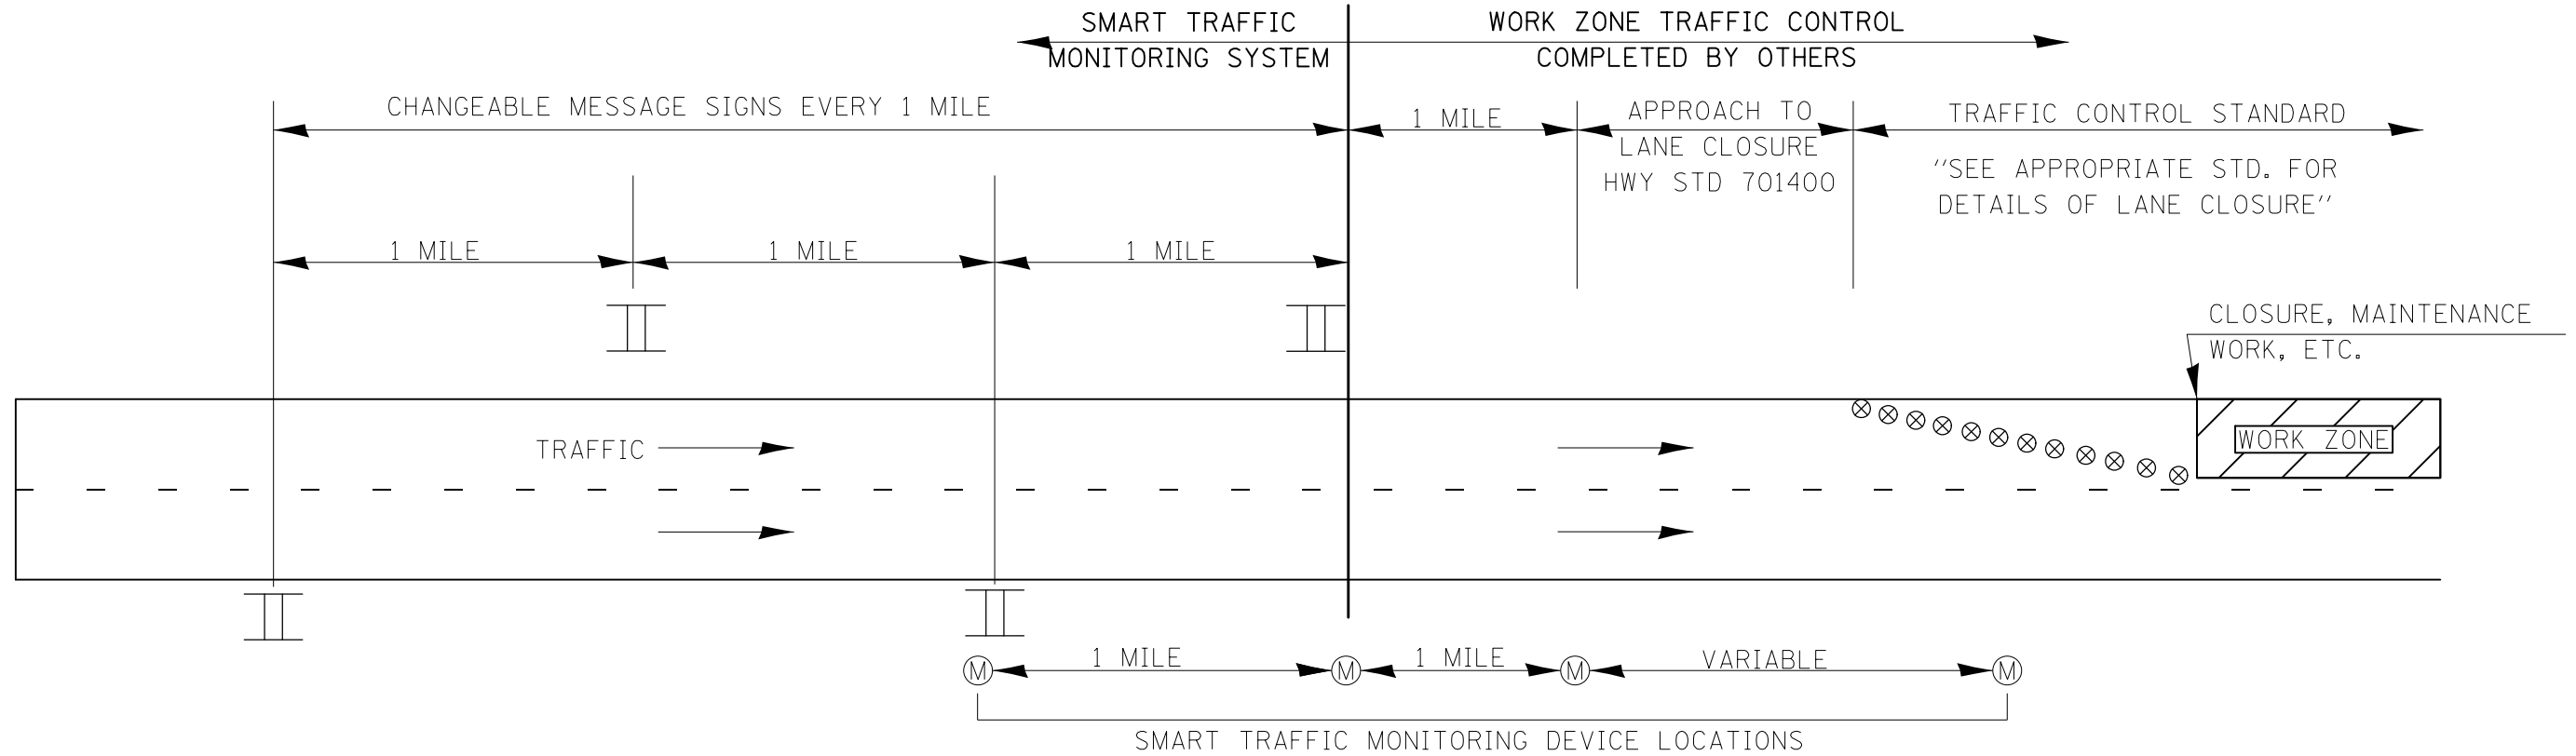 SMART TRAFFIC
MONITORING SYSTEM
WORK ZONE TRAFFIC CONTROL
COMPLETED BY OTHERS
CHANGEABLE MESSAGE SIGNS EVERY 1 MILE
1 MILE
APPROACH TO
LANE CLOSURE
HWY STD 701400
TRAFFIC CONTROL STANDARD
"SEE APPROPRIATE STD. FOR
DETAILS OF LANE CLOSURE"
1 MILE
1 MILE
1 MILE
CLOSURE, MAINTENANCE
WORK, ETC.
TRAFFIC
WORK ZONE
M
1 MILE
M
1 MILE
M
VARIABLE
M
SMART TRAFFIC MONITORING DEVICE LOCATIONS